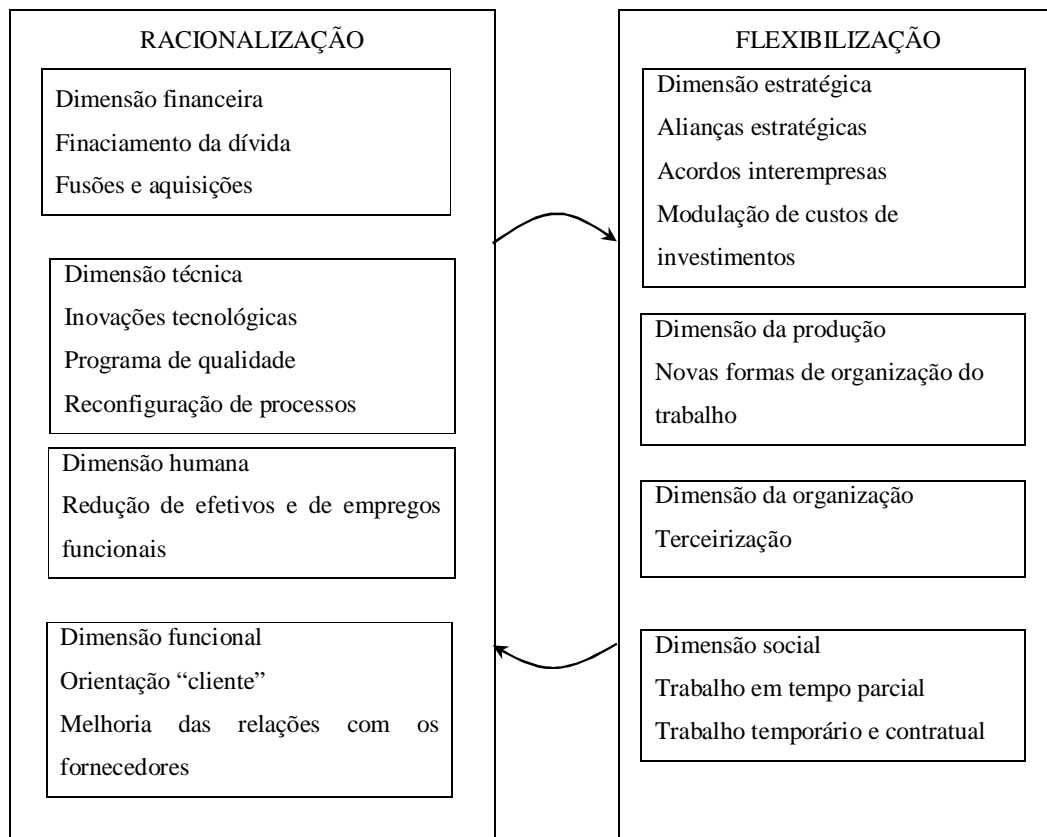 RACIONALIZAÇÃO
Dimensão financeira
Finaciamento da dívida
Fusões e aquisições
Dimensão técnica
Inovações tecnológicas
Programa de qualidade
Reconfiguração de processos
Dimensão humana
Redução de efetivos e de empregos
funcionais
Dimensão funcional
Orientação “cliente”
Melhoria das relações com os
fornecedores
FLEXIBILIZAÇÃO
Dimensão estratégica
Alianças estratégicas
Acordos interempresas
Modulação de custos de
investimentos
Dimensão da produção
Novas formas de organização do
trabalho
Dimensão da organização
Terceirização
Dimensão social
Trabalho em tempo parcial
Trabalho temporário e contratual